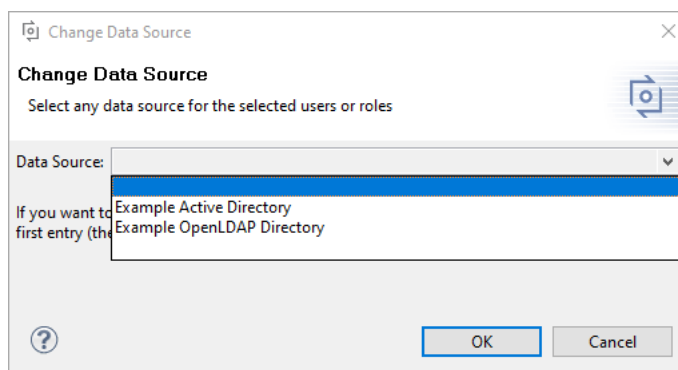 Change Data Source
Change Data Source
Select any data source for the selected users or roles
Data Source:
If you want to
first entry (the
Example Active Directory
Example OpenLDAP Directory
?
OK
Cancel